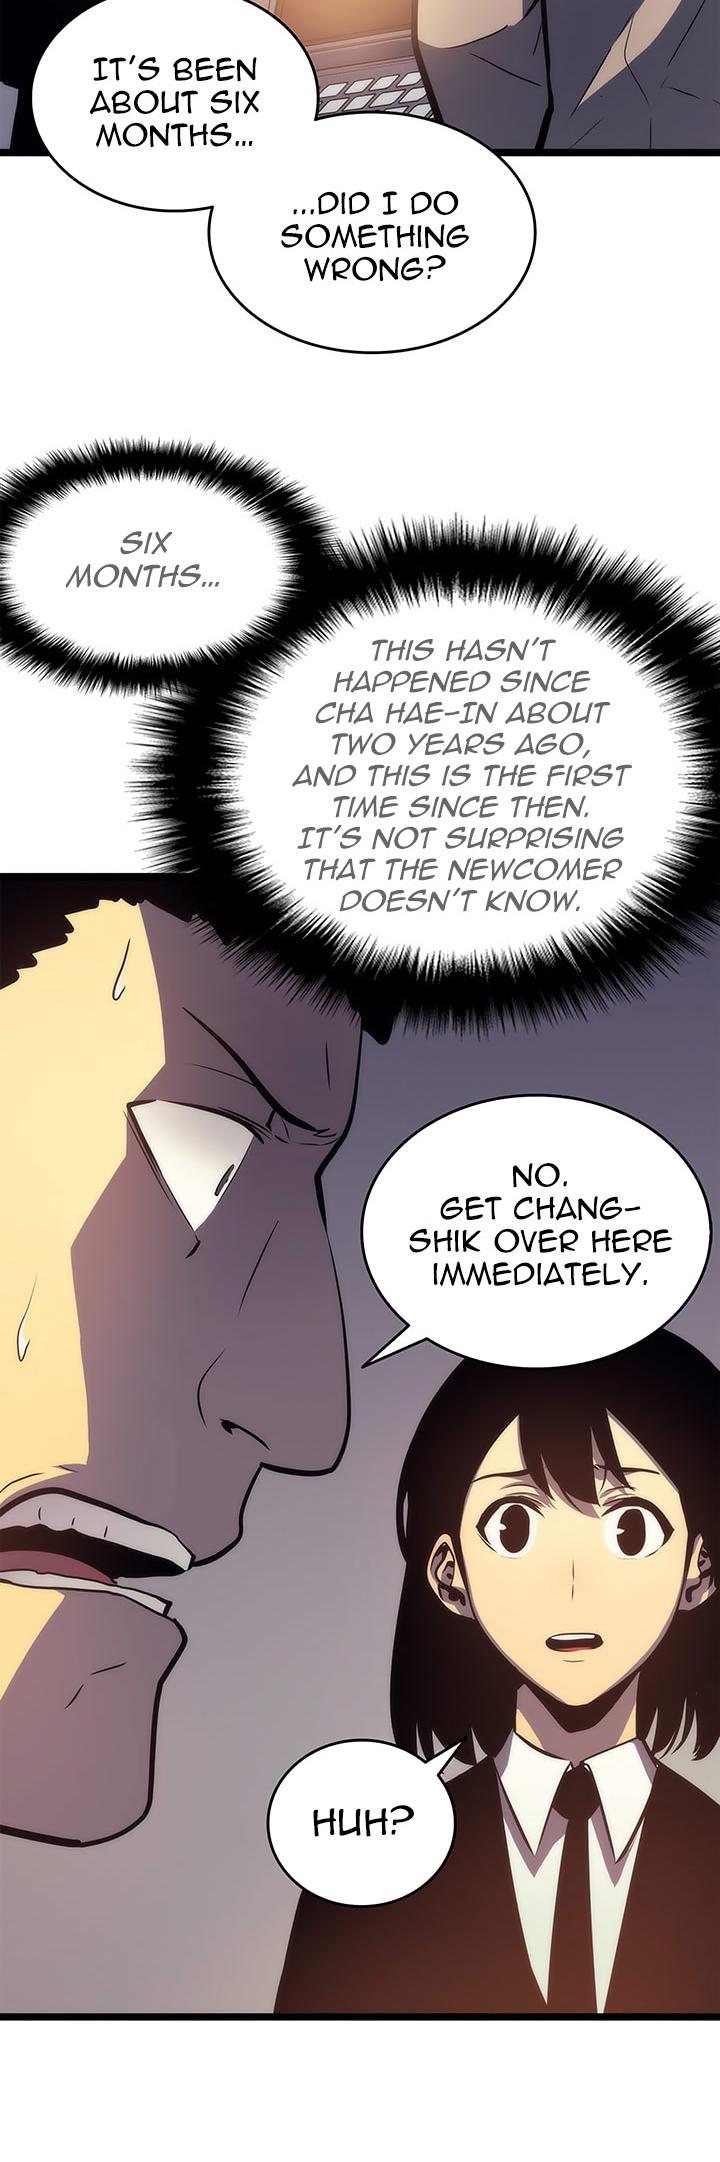 IT'S BEEN
ABOUT SIX
MONTHS...
...DID I DO
SOMETHING
WRONG?
SIX
MONTHS...
THIS HASN'T
HAPPENED SINCE
CHA HAE-IN ABOUT
TWO YEARS AGO,
AND THIS IS THE FIRST
TIME SINCE THEN.
IT'S NOT SURPRISING
THAT THE NEWCOMER
DOESN'T KNOW.
NO.
GET CHANG-
SHIK OVER HERE
IMMEDIATELY.
HUH?